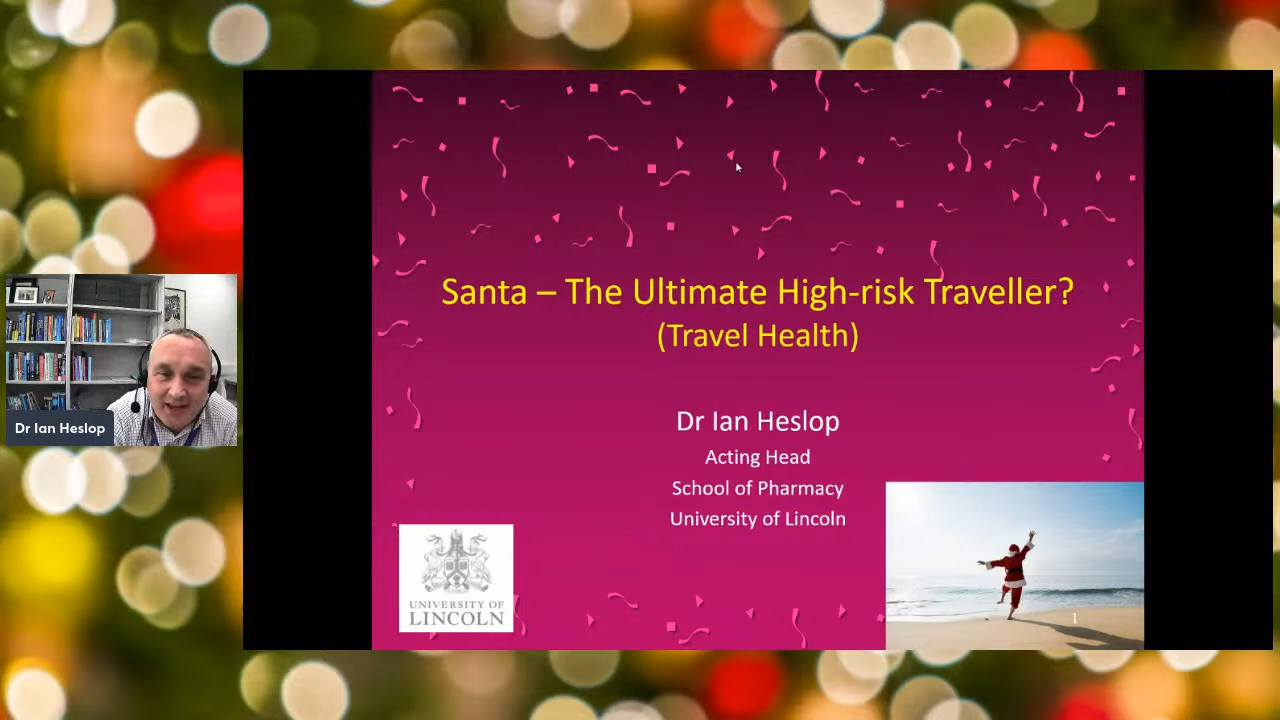 Santa – The Ultimate High-risk Traveller?
(Travel Health)
Dr Ian Heslop
Acting Head
School of Pharmacy
University of Lincoln
UNIVERSITY OF
LINCOLN
1
Dr Ian Heslop